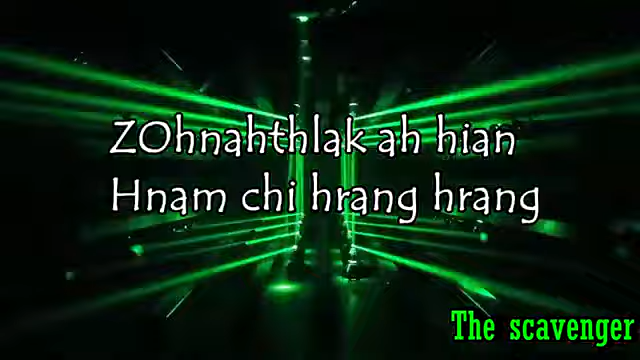 ZOhnahthlak ah hian
Hnam chi hrang hrang
The scavenger